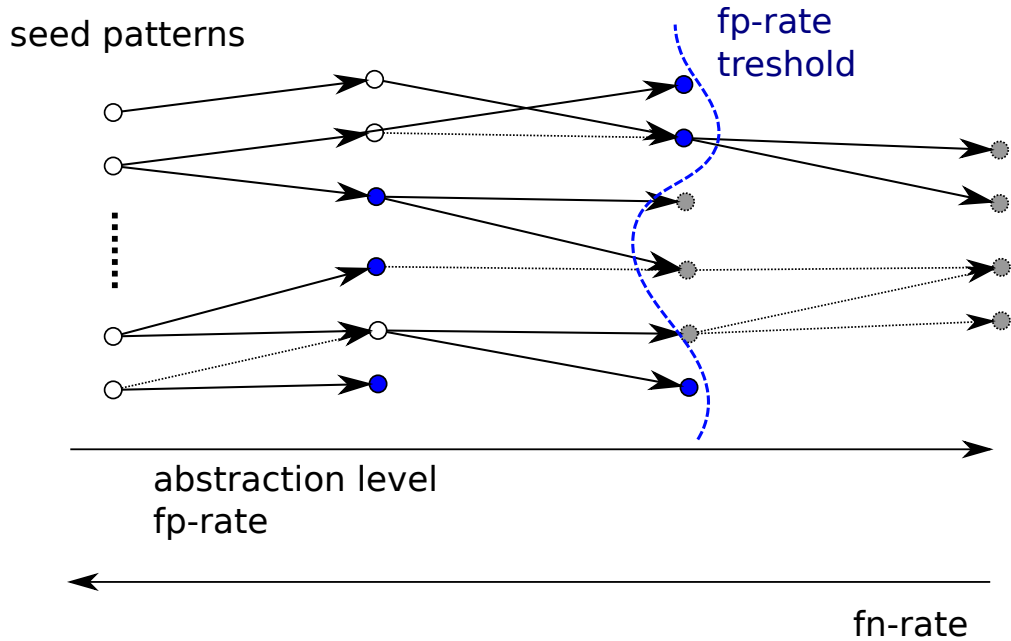 seed patterns
fp-rate
treshold
abstraction level
fp-rate
fn-rate